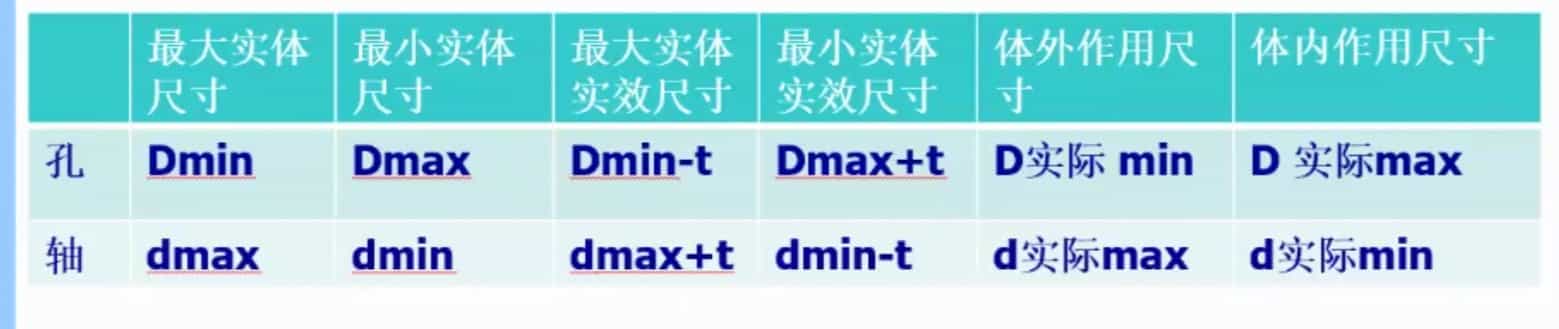 最大实体尺寸 最小实体尺寸 最大实体实效尺寸 最小实体实效尺寸 体外作用尺寸 体内作用尺寸
孔 Dmin Dmax Dmin-t Dmax+t D实际 min D 实际max
轴 dmax dmin dmax+t dmin-t d实际max d实际min